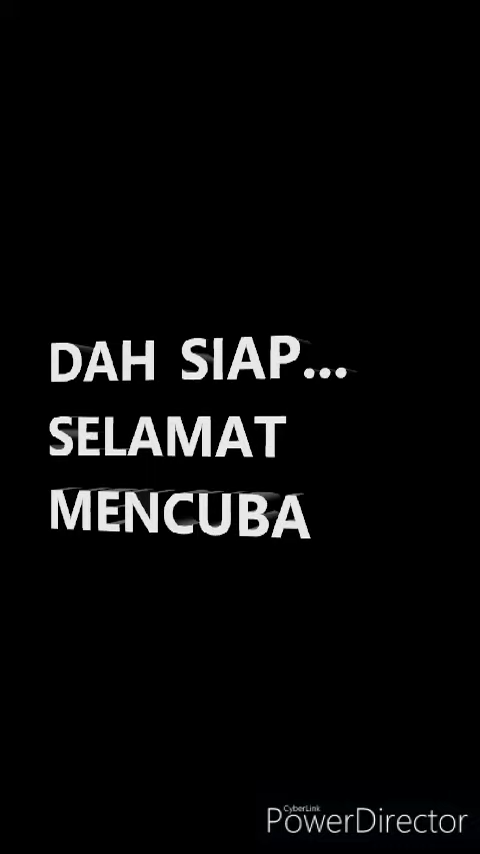 DAH SIAP...
SELAMAT
MENCUBA
CyberLink
PowerDirector